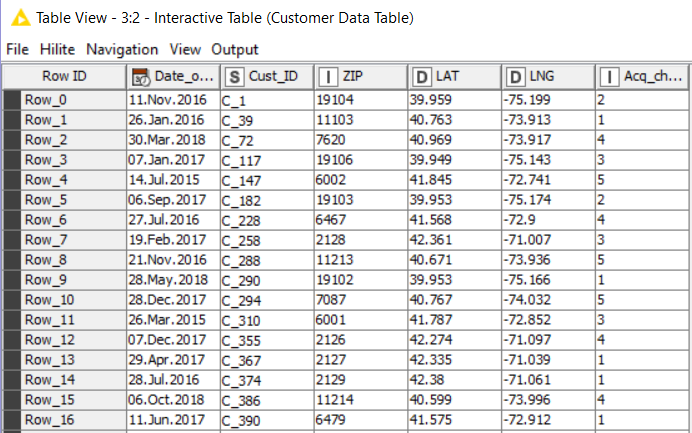 Table View - 3:2 - Interactive Table (Customer Data Table)
File Hilite Navigation View Output
Row ID Date_o... S Cust_ID I ZIP D LAT D LNG I Acq_ch...
Row_0 11.Nov.2016 C_1 19104 39.959 -75.199 2
Row_1 26.Jan.2016 C_39 11103 40.763 -73.913 1
Row_2 30.Mar.2018 C_72 7620 40.969 -73.917 4
Row_3 07.Jan.2017 C_117 19106 39.949 -75.143 3
Row_4 14.Jul.2015 C_147 6002 41.845 -72.741 5
Row_5 06.Sep.2017 C_182 19103 39.953 -75.174 2
Row_6 27.Jul.2016 C_228 6467 41.568 -72.9 4
Row_7 19.Feb.2017 C_258 2128 42.361 -71.007 3
Row_8 21.Nov.2016 C_288 11213 40.671 -73.936 5
Row_9 28.May.2018 C_290 19102 39.953 -75.166 1
Row_10 28.Dec.2017 C_294 7087 40.767 -74.032 5
Row_11 26.Mar.2015 C_310 6001 41.787 -72.852 3
Row_12 07.Dec.2017 C_355 2126 42.274 -71.097 4
Row_13 29.Apr.2017 C_367 2127 42.335 -71.039 1
Row_14 28.Jul.2016 C_374 2129 42.38 -71.061 1
Row_15 06.Oct.2018 C_386 11214 40.599 -73.996 4
Row_16 11.Jun.2017 C_390 6479 41.575 -72.912 1